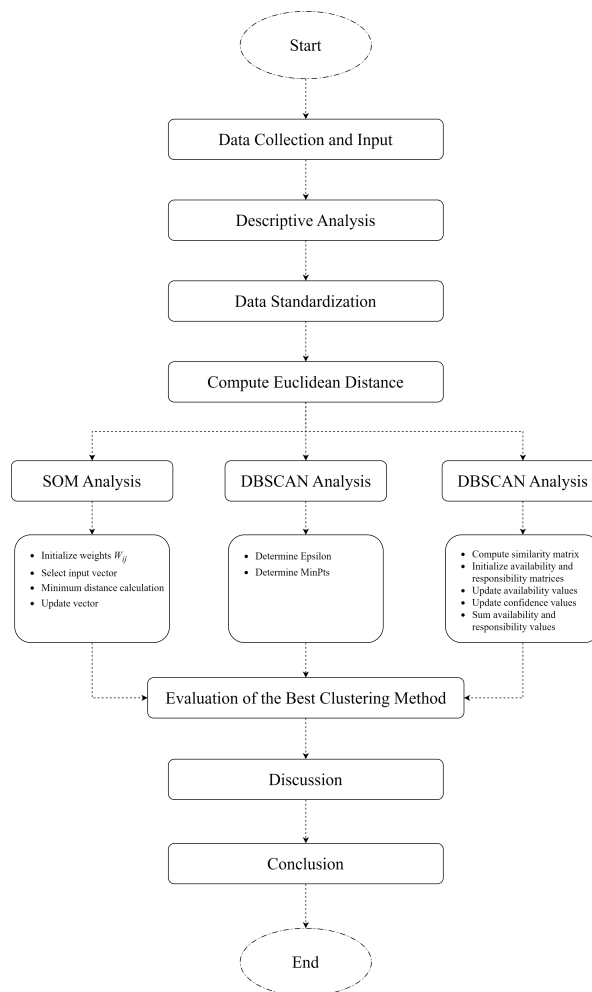 Start
Data Collection and Input
Descriptive Analysis
Data Standardization
Compute Euclidean Distance
SOM Analysis
DBSCAN Analysis
DBSCAN Analysis
• Initialize weights W_ij
• Select input vector
• Minimum distance calculation
• Update vector
• Determine Epsilon
• Determine MinPts
• Compute similarity matrix
• Initialize availability and
responsibility matrices
• Update availability values
• Update confidence values
• Sum availability and
responsibility values
Evaluation of the Best Clustering Method
Discussion
Conclusion
End